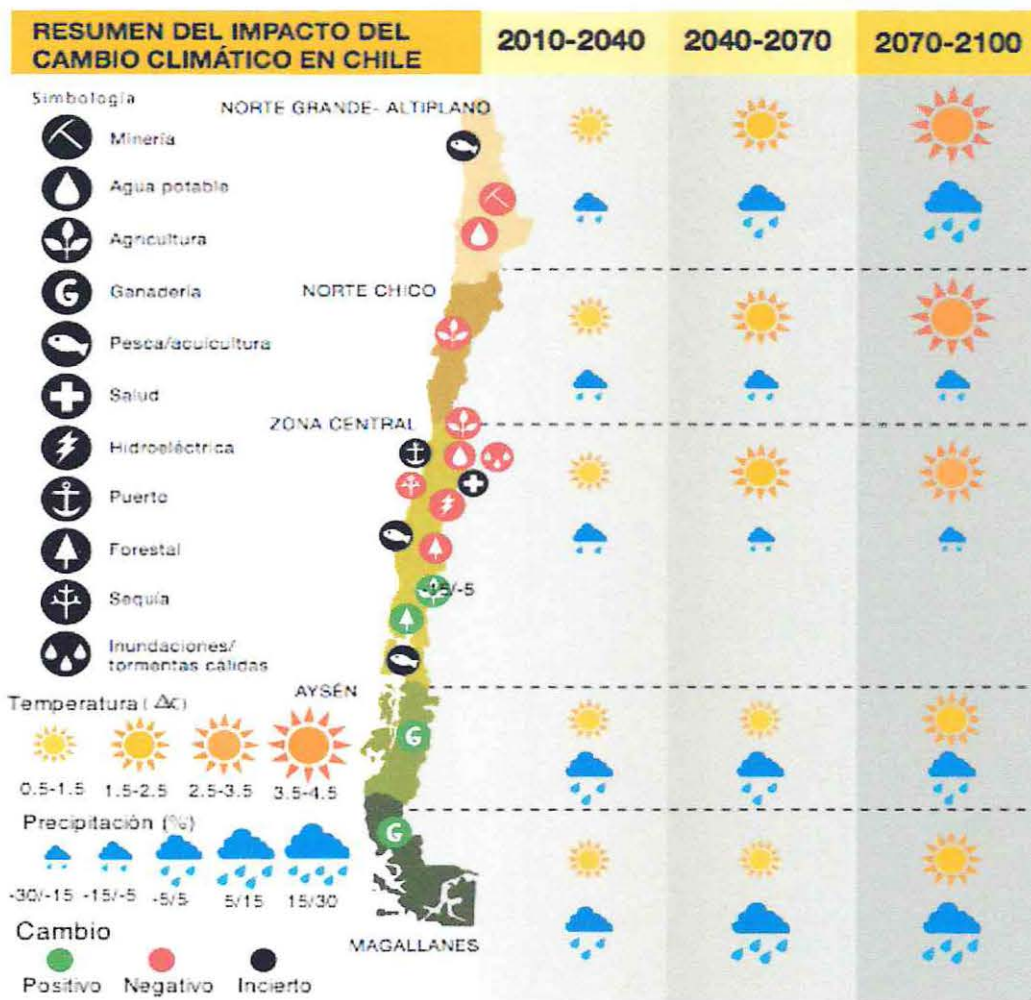 RESUMEN DEL IMPACTO DEL
CAMBIO CLIMÁTICO EN CHILE
2010-2040
2040-2070
2070-2100
Simbología
Minería
Agua potable
Agricultura
G
Ganadería
Pesca/acuicultura
Salud
Hidroeléctrica
Puerto
Forestal
Sequía
Inundaciones/
tormentas cálidas
NORTE GRANDE- ALTIPLANO
NORTE CHICO
ZONA CENTRAL
-15/-5
AYSÉN
G
G
MAGALLANES
Temperatura (ΔC)
0.5-1.5 1.5-2.5 2.5-3.5 3.5-4.5
Precipitación (%)
-30/-15 -15/-5 -5/5 5/15 15/30
Cambio
Positivo Negativo Incierto